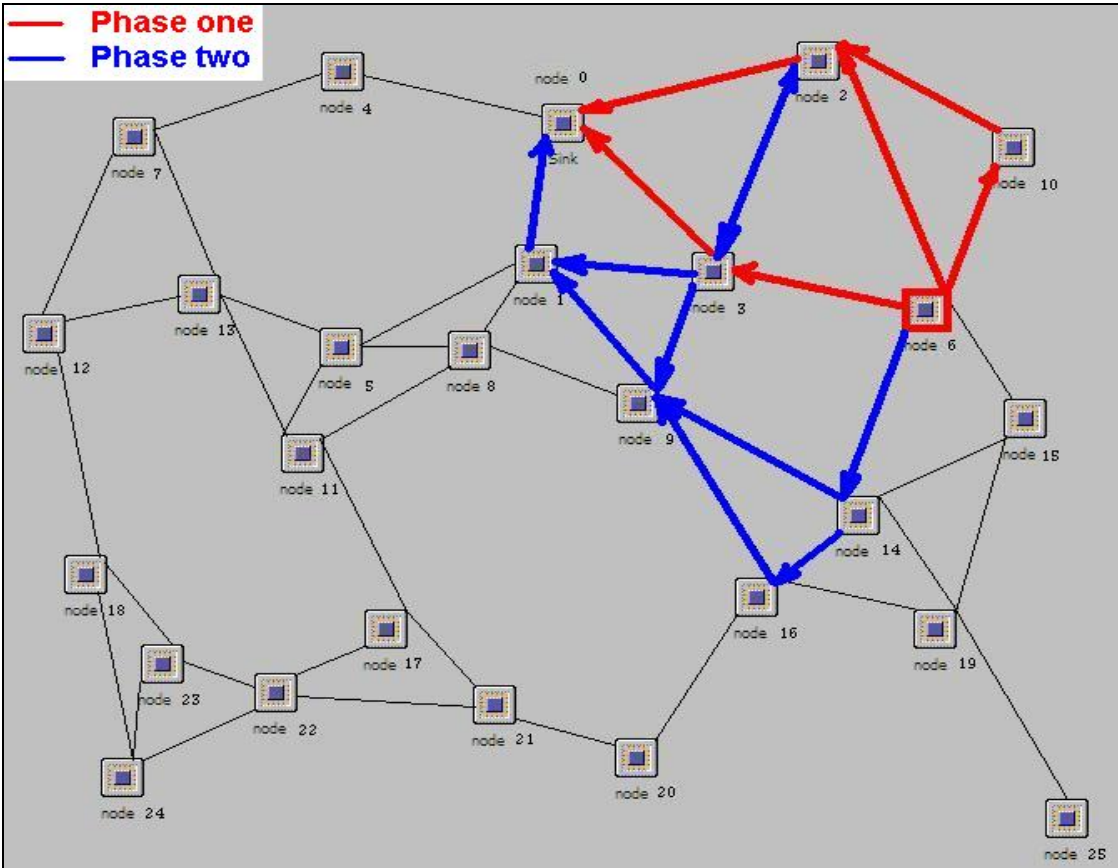 Phase one
Phase two
node 0
Sink
node 2
node 4
node 7
node 10
node 1
node 3
node 13
node 6
node 12
node 5
node 8
node 9
node 15
node 11
node 14
node 18
node 16
node 19
node 17
node 23
node 22
node 21
node 20
node 24
node 25